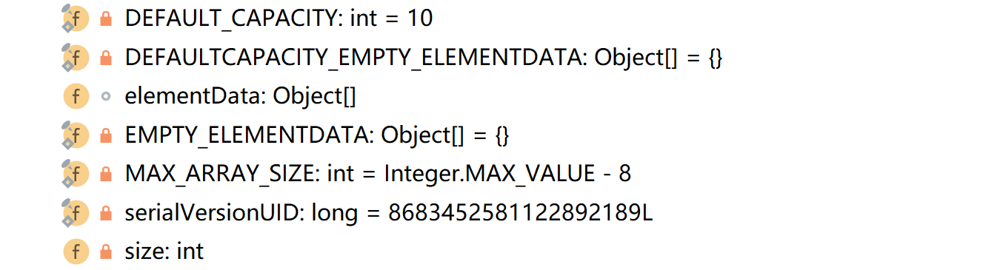 DEFAULT_CAPACITY: int = 10
DEFAULTCAPACITY_EMPTY_ELEMENTDATA: Object[] = {}
elementData: Object[]
EMPTY_ELEMENTDATA: Object[] = {}
MAX_ARRAY_SIZE: int = Integer.MAX_VALUE - 8
serialVersionUID: long = 8683452581122892189L
size: int